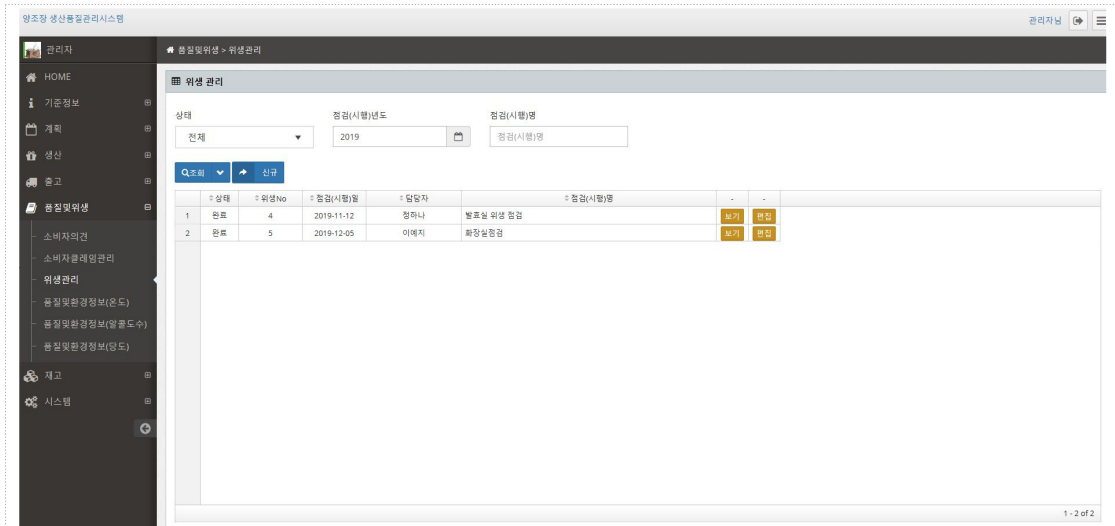 양조장 생산품질관리시스템
관리자님
관리자
품질및위생 > 위생관리
HOME
위생 관리
기준정보
계획
생산
출고
품질및위생
소비자의견
소비자클레임관리
위생관리
품질및환경정보(온도)
품질및환경정보(알콜도수)
품질및환경정보(당도)
재고
시스템
상태 점검(시행)년도 점검(시행)명
전체 2019 점검(시행)명
조회 신규
상태 위생No 점검(시행)일 담당자 점검(시행)명 - -
1 완료 4 2019-11-12 정하나 발효실 위생 점검 보기 편집
2 완료 5 2019-12-05 이예지 화장실점검 보기 편집
1 - 2 of 2